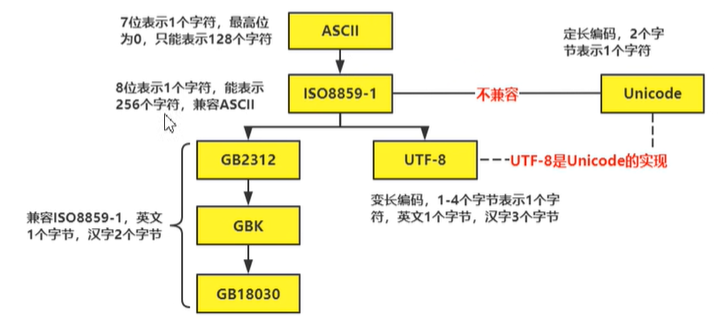 7位表示1个字符，最高位
为0，只能表示128个字符
ASCII
定长编码，2个字
节表示1个字符
8位表示1个字符，能表示
256个字符，兼容ASCII
ISO8859-1
不兼容
Unicode
GB2312
UTF-8
UTF-8是Unicode的实现
变长编码，1-4个字节表示1个字
符，英文1个字节，汉字3个字节
兼容ISO8859-1，英文
1个字节，汉字2个字节
GBK
GB18030